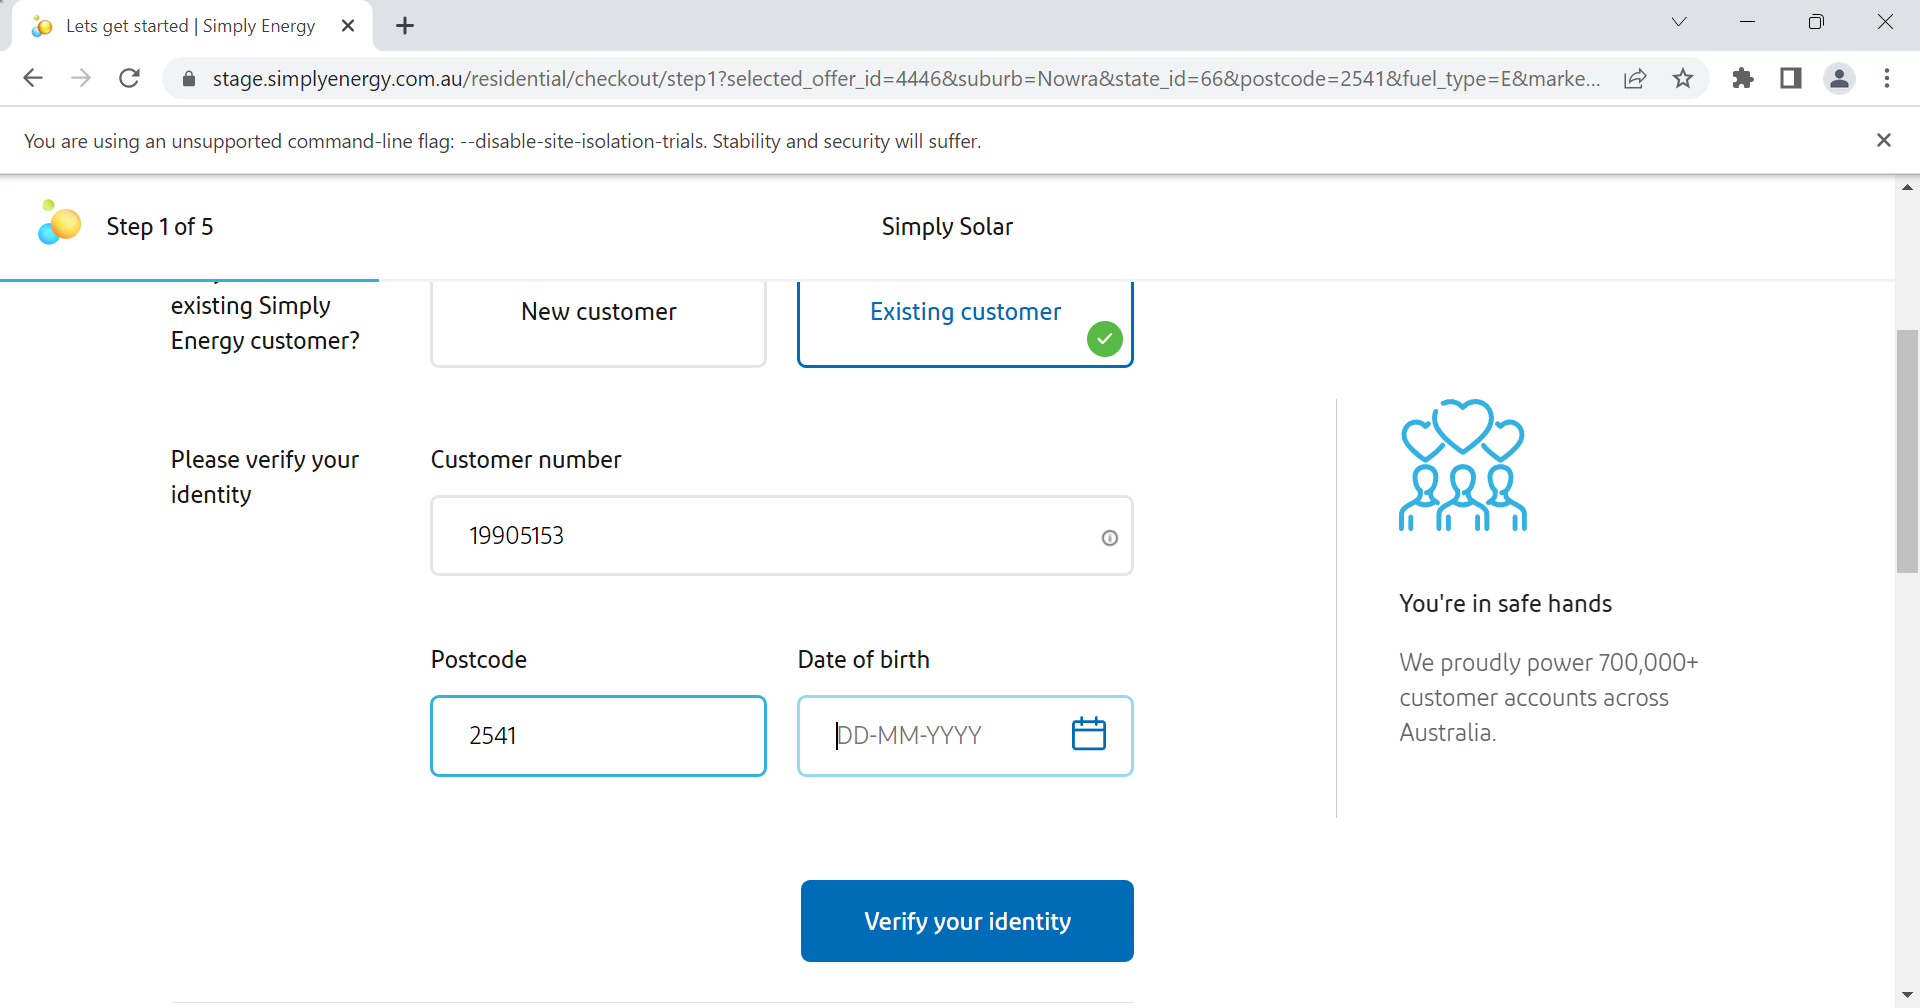 Lets get started | Simply Energy
stage.simplyenergy.com.au/residential/checkout/step1?selected_offer_id=4446&suburb=Nowra&state_id=66&postcode=2541&fuel_type=E&marke...
You are using an unsupported command-line flag: --disable-site-isolation-trials. Stability and security will suffer.
Step 1 of 5
Simply Solar
existing Simply
Energy customer?
New customer
Existing customer
Please verify your
identity
Customer number
19905153
Postcode
Date of birth
2541
DD-MM-YYYY
Verify your identity
You're in safe hands
We proudly power 700,000+
customer accounts across
Australia.